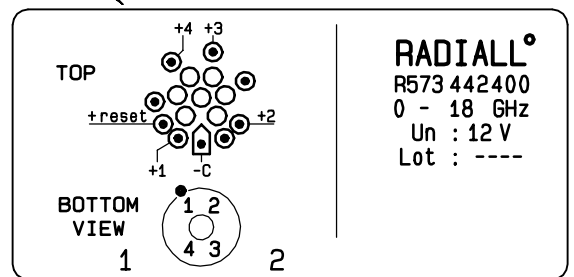 +4 +3
TOP
+reset
+2
+1 -C
BOTTOM
VIEW
1 2
4 3
1 2
RADIALL°
R573 442400
0 - 18 GHz
Un : 12 V
Lot : ----